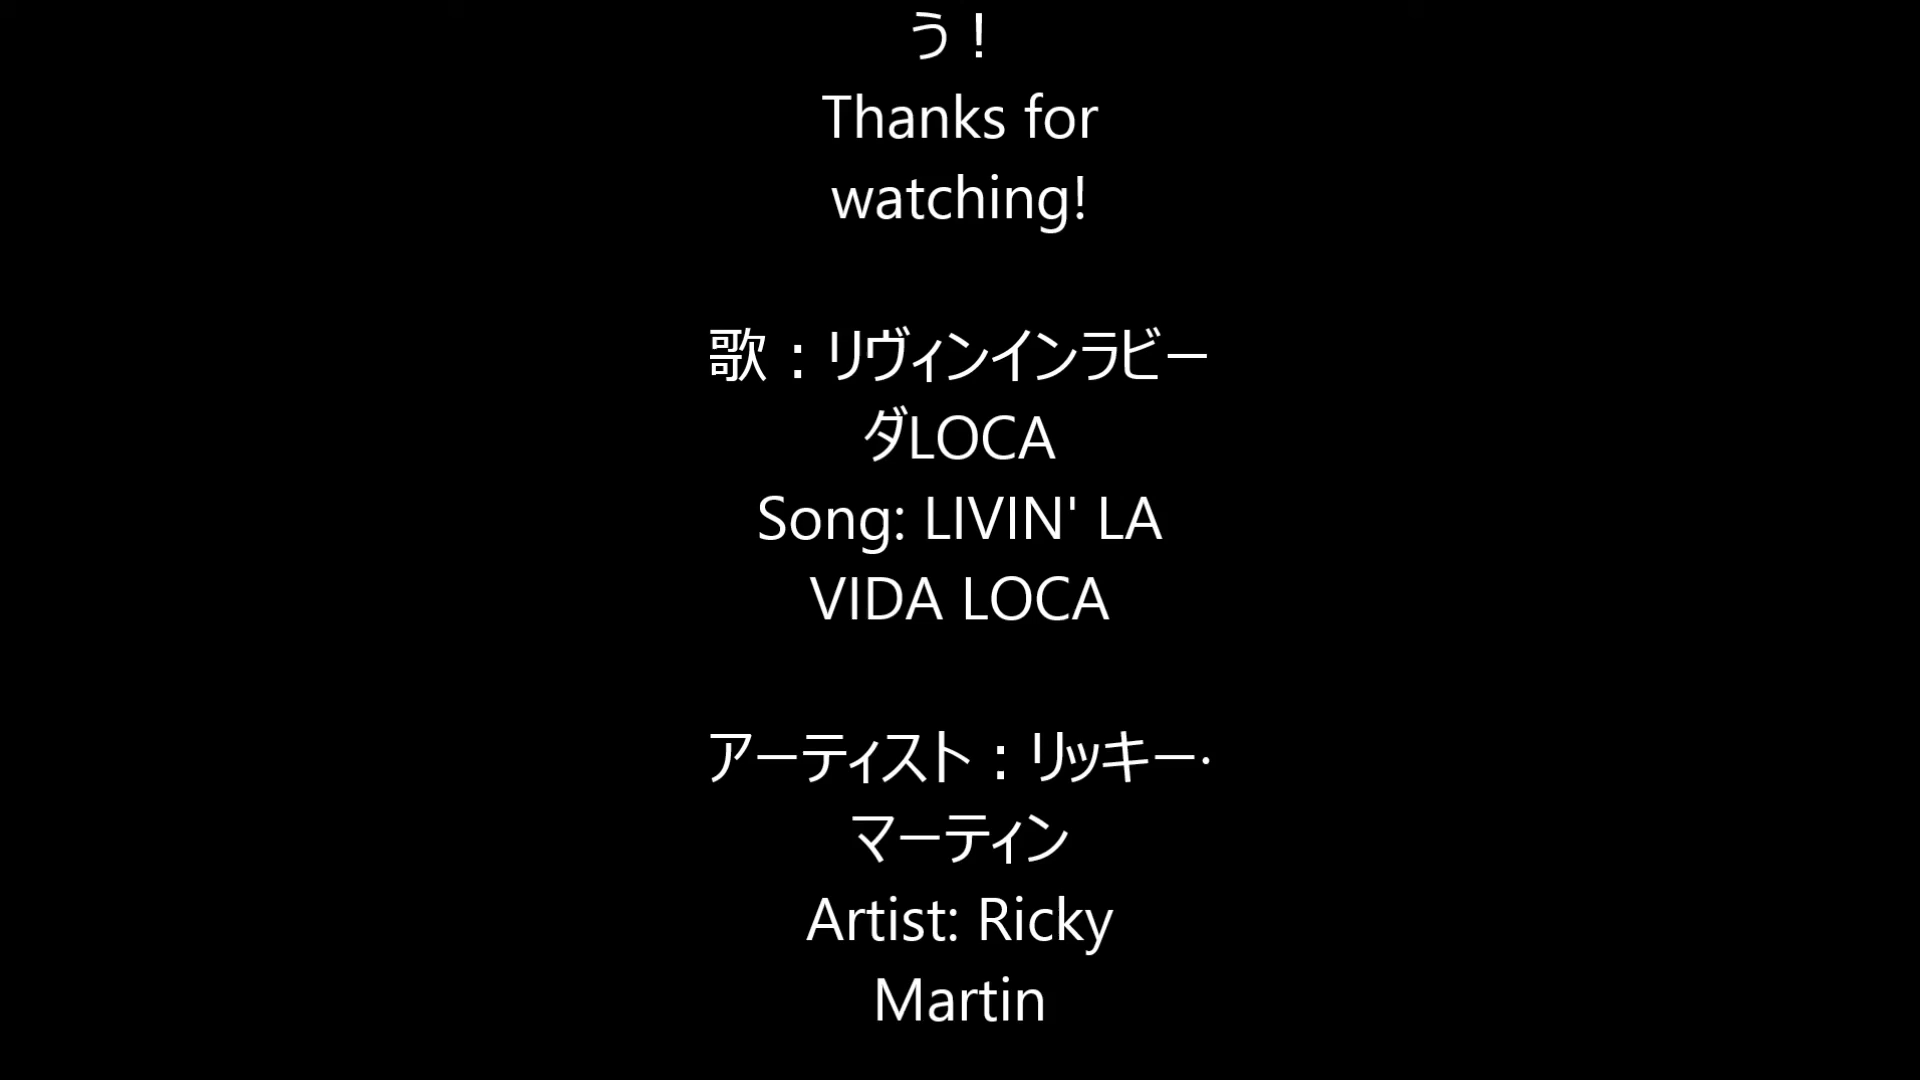 う！
Thanks for
watching!
歌：リヴィンインラビー
ダLOCA
Song: LIVIN' LA
VIDA LOCA
アーティスト：リッキー·
マーティン
Artist: Ricky
Martin